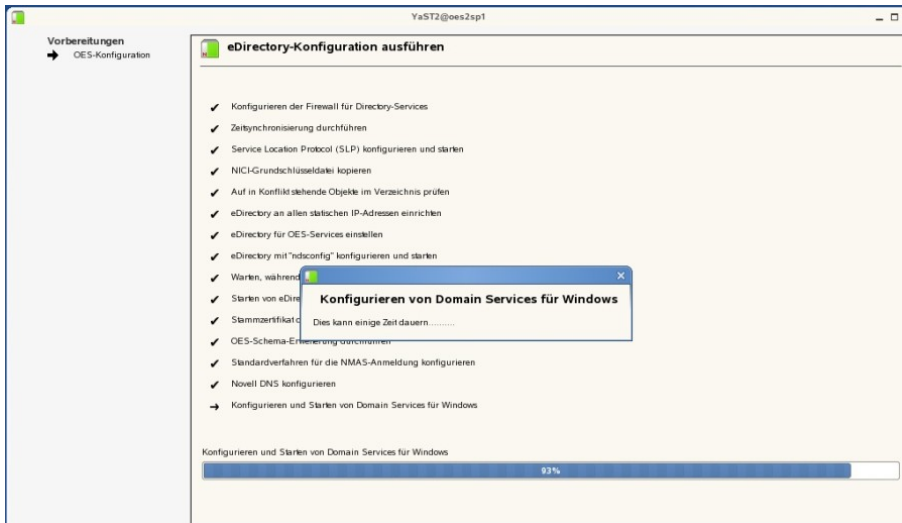 YaST2@oes2sp1
Vorbereitungen
OES-Konfiguration
eDirectory-Konfiguration ausführen
Konfigurieren der Firewall für Directory-Services
Zeitsynchronisierung durchführen
Service Location Protocol (SLP) konfigurieren und starten
NICI-Grundschlüsseldatei kopieren
Auf in Konflikt stehende Objekte im Verzeichnis prüfen
eDirectory an allen statischen IP-Adressen einrichten
eDirectory für OES-Services einstellen
eDirectory mit "ndsconfig" konfigurieren und starten
Warten, während
Starten von eDire
Stammzertifikat
OES-Schema-Erweiterung durchführen
Standardverfahren für die NMAS-Anmeldung konfigurieren
Novell DNS konfigurieren
Konfigurieren und Starten von Domain Services für Windows
Konfigurieren von Domain Services für Windows
Dies kann einige Zeit dauern..........
Konfigurieren und Starten von Domain Services für Windows
93%